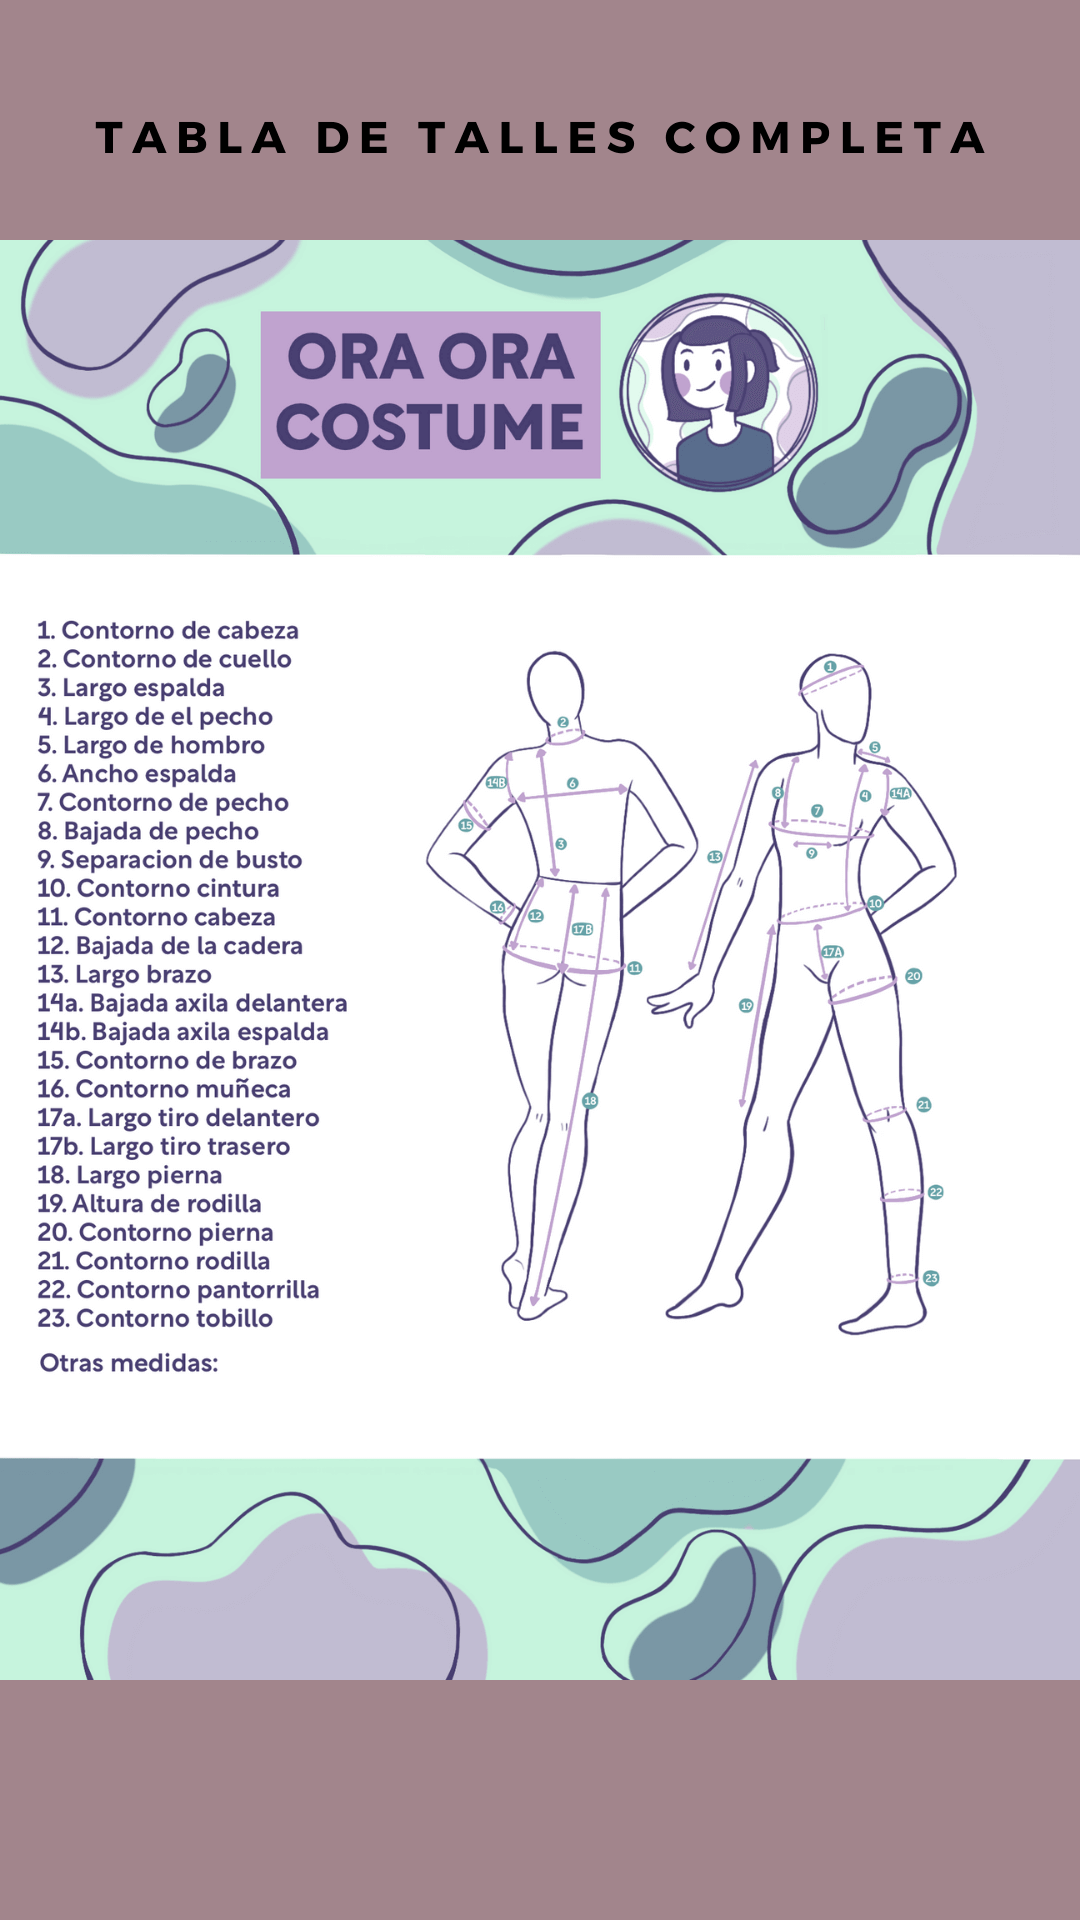 TABLA DE TALLES COMPLETA
ORA ORA
COSTUME
1. Contorno de cabeza
2. Contorno de cuello
3. Largo espalda
4. Largo de el pecho
5. Largo de hombro
6. Ancho espalda
7. Contorno de pecho
8. Bajada de pecho
9. Separacion de busto
10. Contorno cintura
11. Contorno cabeza
12. Bajada de la cadera
13. Largo brazo
14a. Bajada axila delantera
14b. Bajada axila espalda
15. Contorno de brazo
16. Contorno muñeca
17a. Largo tiro delantero
17b. Largo tiro trasero
18. Largo pierna
19. Altura de rodilla
20. Contorno pierna
21. Contorno rodilla
22. Contorno pantorrilla
23. Contorno tobillo
Otras medidas:
2
14B
6
15
3
16
12
17B
11
18
1
5
8
4
14A
7
13
9
10
17A
20
19
21
22
23